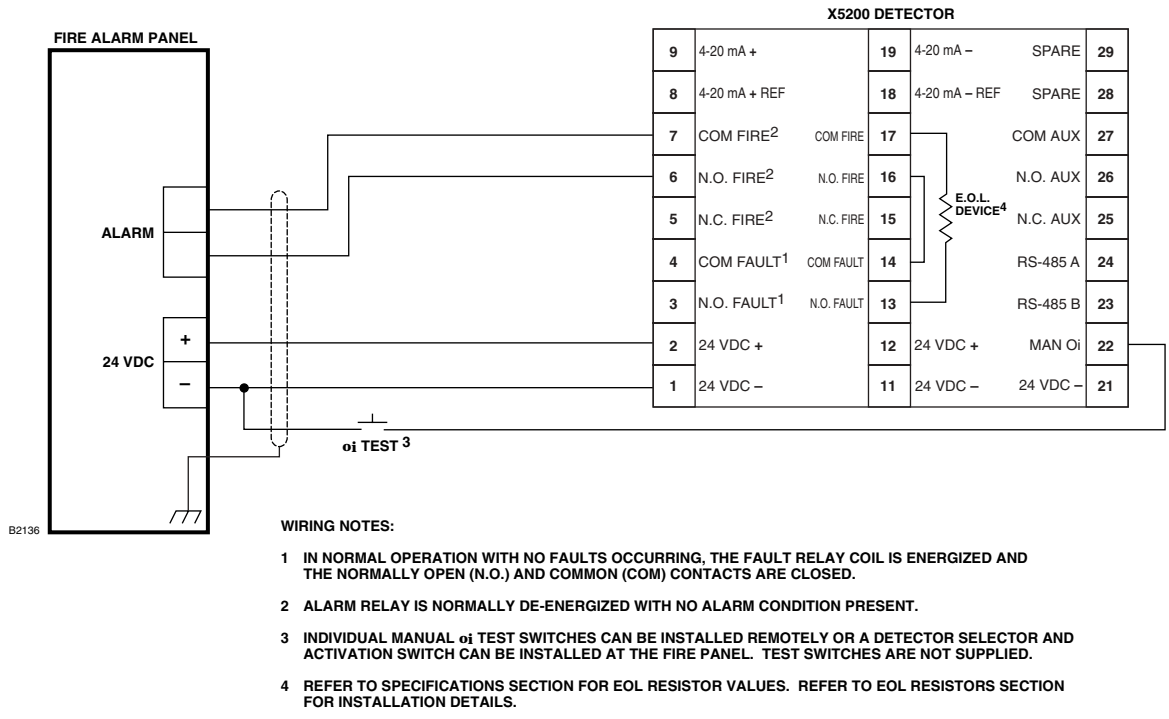 X5200 DETECTOR
FIRE ALARM PANEL
9 4-20 mA + 19 4-20 mA – SPARE 29
8 4-20 mA + REF 18 4-20 mA – REF SPARE 28
7 COM FIRE2 COM FIRE 17 COM AUX 27
6 N.O. FIRE2 N.O. FIRE 16 N.O. AUX 26
E.O.L.
DEVICE4
5 N.C. FIRE2 N.C. FIRE 15 N.C. AUX 25
ALARM
4 COM FAULT1 COM FAULT 14 RS-485 A 24
3 N.O. FAULT1 N.O. FAULT 13 RS-485 B 23
+
24 VDC
–
2 24 VDC + 12 24 VDC + MAN Oi 22
1 24 VDC – 11 24 VDC – 24 VDC – 21
oi TEST 3
B2136
WIRING NOTES:
1 IN NORMAL OPERATION WITH NO FAULTS OCCURRING, THE FAULT RELAY COIL IS ENERGIZED AND
THE NORMALLY OPEN (N.O.) AND COMMON (COM) CONTACTS ARE CLOSED.
2 ALARM RELAY IS NORMALLY DE-ENERGIZED WITH NO ALARM CONDITION PRESENT.
3 INDIVIDUAL MANUAL oi TEST SWITCHES CAN BE INSTALLED REMOTELY OR A DETECTOR SELECTOR AND
ACTIVATION SWITCH CAN BE INSTALLED AT THE FIRE PANEL. TEST SWITCHES ARE NOT SUPPLIED.
4 REFER TO SPECIFICATIONS SECTION FOR EOL RESISTOR VALUES. REFER TO EOL RESISTORS SECTION
FOR INSTALLATION DETAILS.